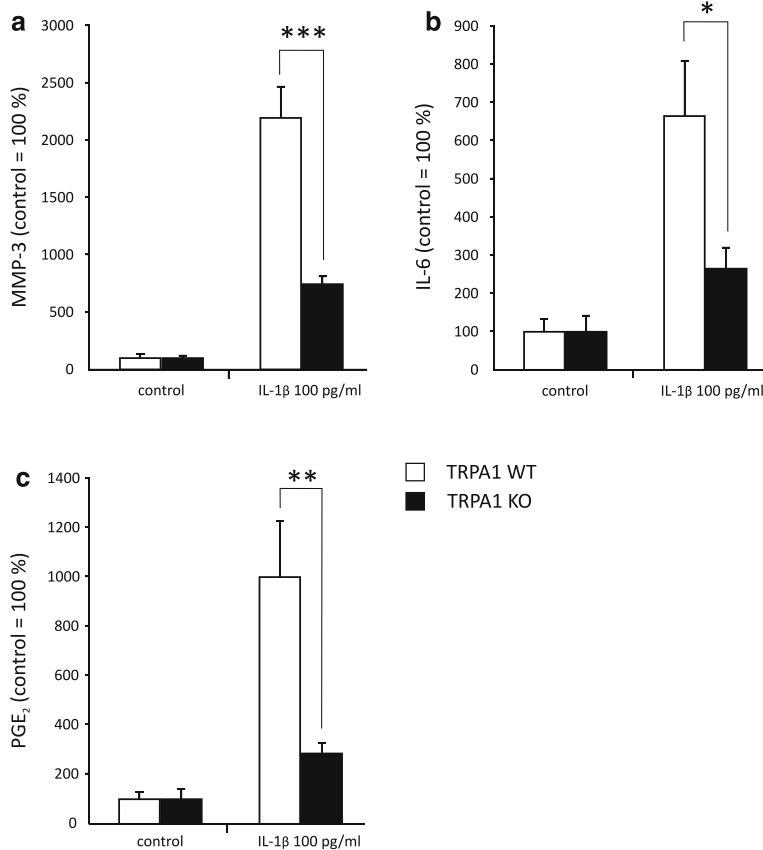 a
MMP-3 (control = 100 %)
3000
2500
2000
1500
1000
500
0
***
control
IL-1β 100 pg/ml
b
IL-6 (control = 100 %)
900
800
700
600
500
400
300
200
100
0
*
control
IL-1β 100 pg/ml
c
PGE₂ (control = 100 %)
1400
1200
1000
800
600
400
200
0
**
control
IL-1β 100 pg/ml
TRPA1 WT
TRPA1 KO